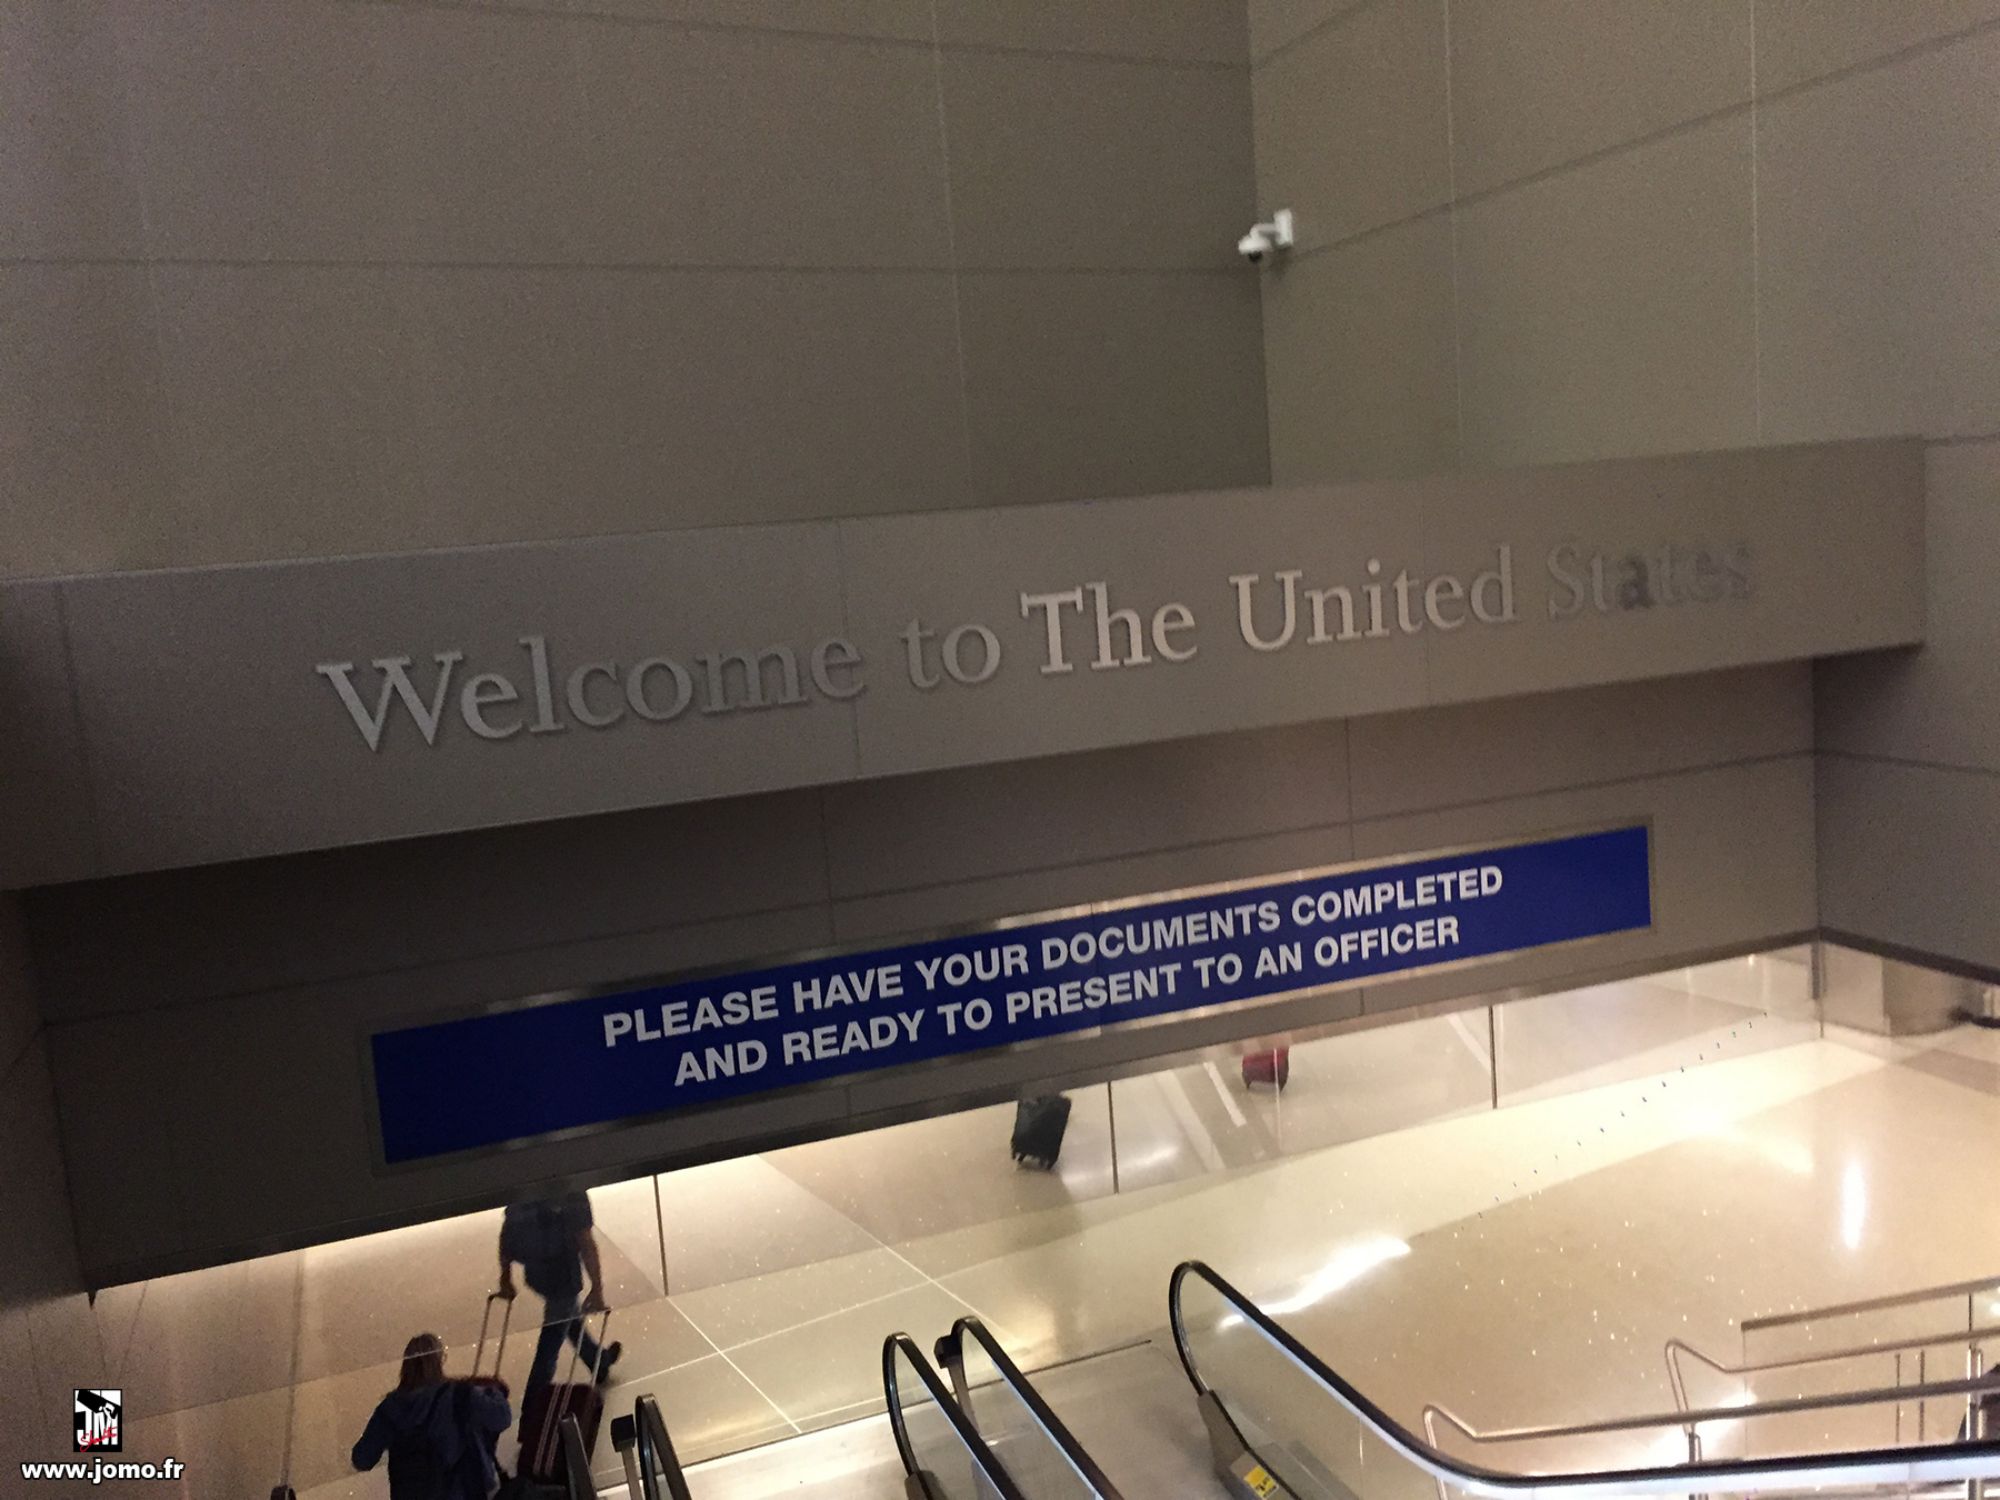 Welcome to The United States
PLEASE HAVE YOUR DOCUMENTS COMPLETED
AND READY TO PRESENT TO AN OFFICER
www.jomo.fr